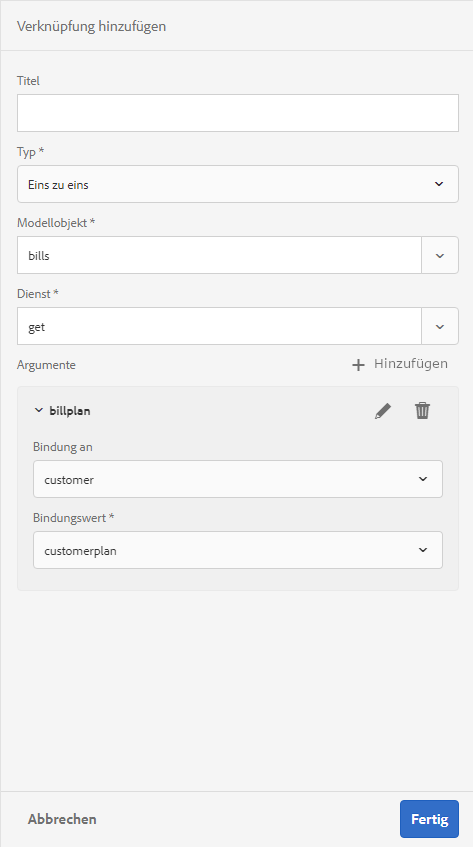 Verknüpfung hinzufügen
Titel
Typ *
Eins zu eins
Modellobjekt *
bills
Dienst *
get
Argumente
Hinzufügen
billplan
Bindung an
customer
Bindungswert *
customerplan
Abbrechen
Fertig